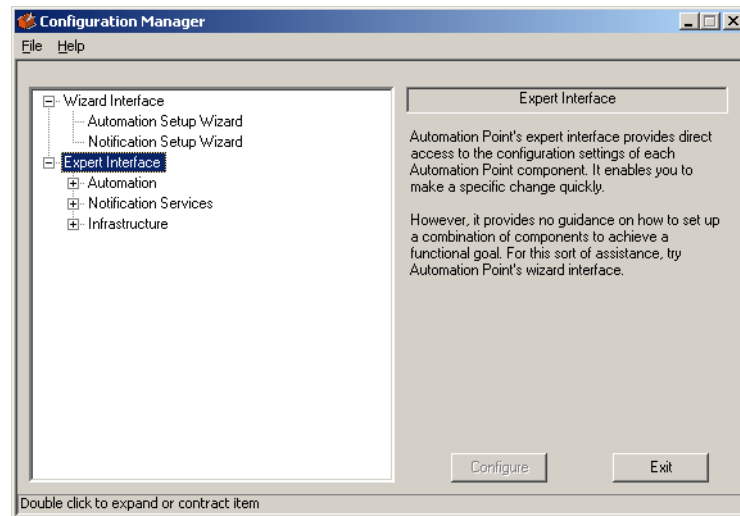 Configuration Manager
File Help
Wizard Interface
Automation Setup Wizard
Notification Setup Wizard
Expert Interface
Automation
Notification Services
Infrastructure
Expert Interface
Automation Point's expert interface provides direct
access to the configuration settings of each
Automation Point component. It enables you to
make a specific change quickly.
However, it provides no guidance on how to set up
a combination of components to achieve a
functional goal. For this sort of assistance, try
Automation Point's wizard interface.
Configure Exit
Double click to expand or contract item